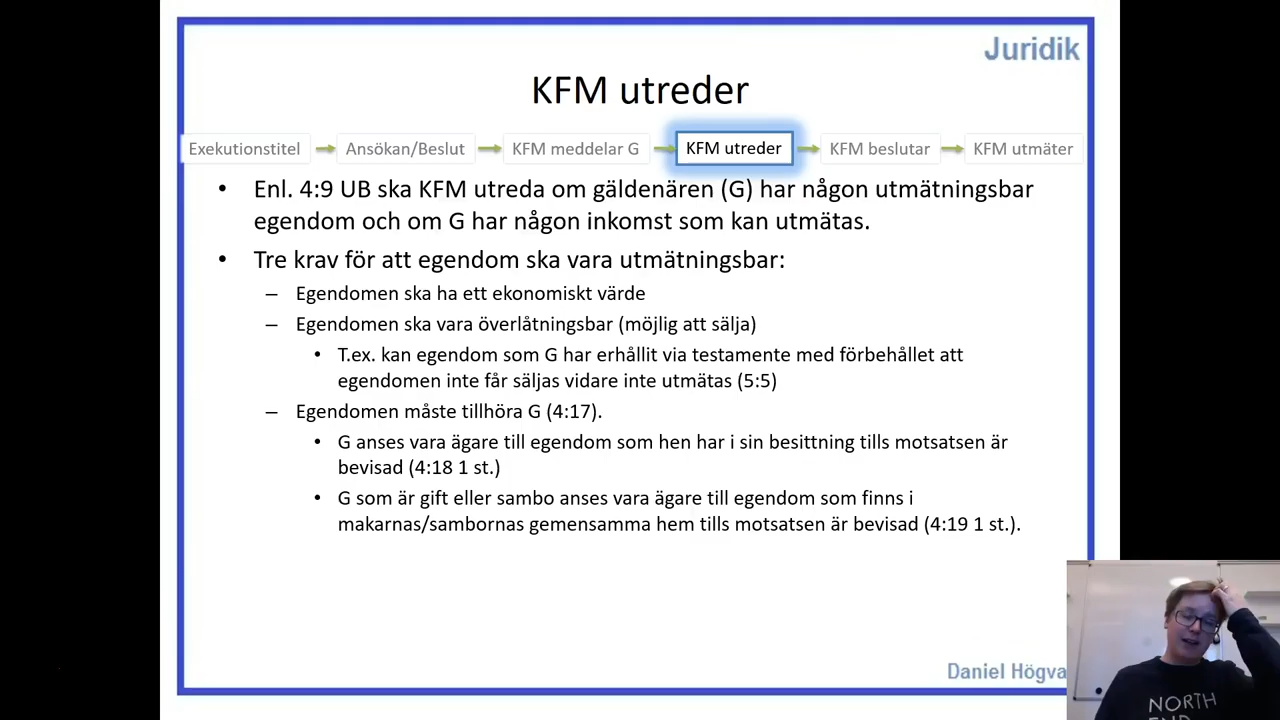 Juridik
KFM utreder
Exekutionstitel
Ansökan/Beslut
KFM meddelar G
KFM utreder
KFM beslutar
KFM utmäter
• Enl. 4:9 UB ska KFM utreda om gäldenären (G) har någon utmätningsbar
egendom och om G har någon inkomst som kan utmätas.
• Tre krav för att egendom ska vara utmätningsbar:
– Egendomen ska ha ett ekonomiskt värde
– Egendomen ska vara överlåtningsbar (möjlig att sälja)
• T.ex. kan egendom som G har erhållit via testamente med förbehållet att
egendomen inte får säljas vidare inte utmätas (5:5)
– Egendomen måste tillhöra G (4:17).
• G anses vara ägare till egendom som hen har i sin besittning tills motsatsen är
bevisad (4:18 1 st.)
• G som är gift eller sambo anses vara ägare till egendom som finns i
makarnas/sambornas gemensamma hem tills motsatsen är bevisad (4:19 1 st.).
Daniel Högva
NORTH
END